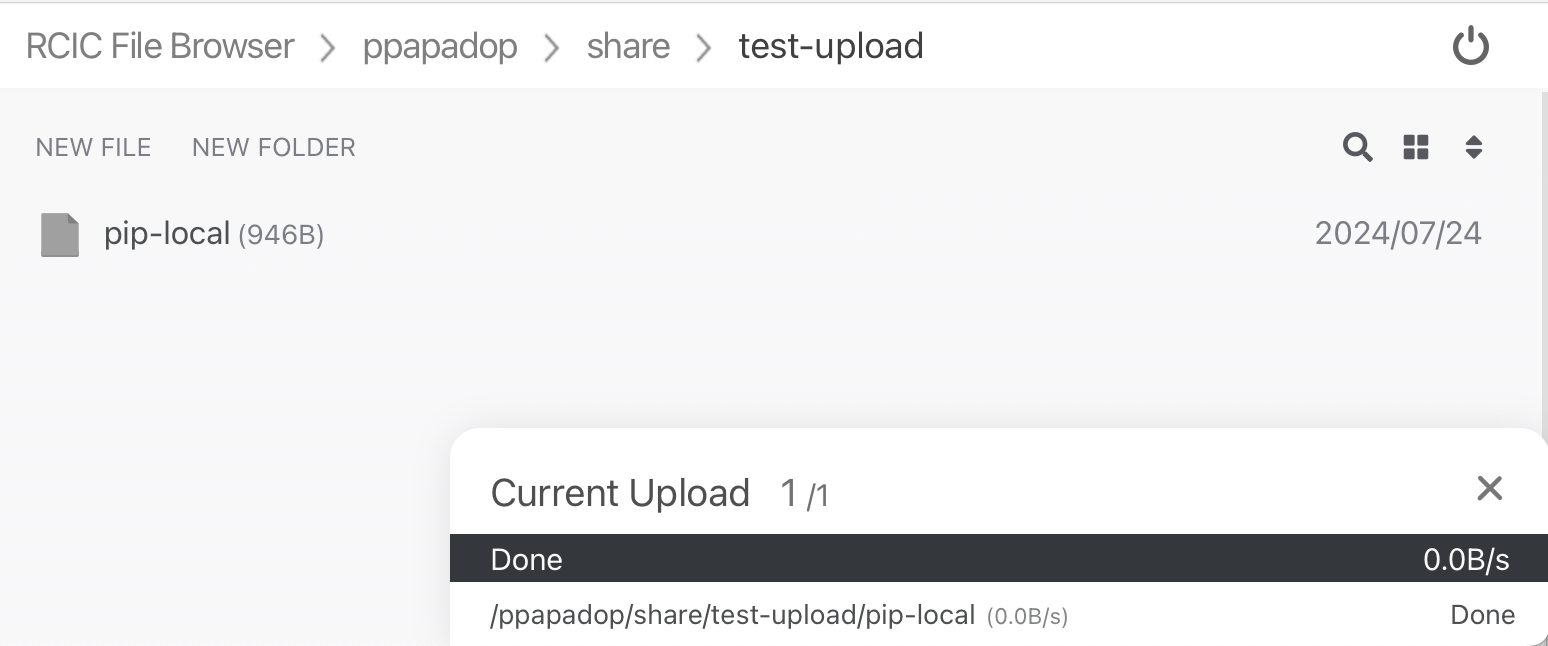 RCIC File Browser > ppapadop > share > test-upload
NEW FILE NEW FOLDER
pip-local (946B) 2024/07/24
Current Upload 1 /1
Done 0.0B/s
/ppapadop/share/test-upload/pip-local (0.0B/s) Done